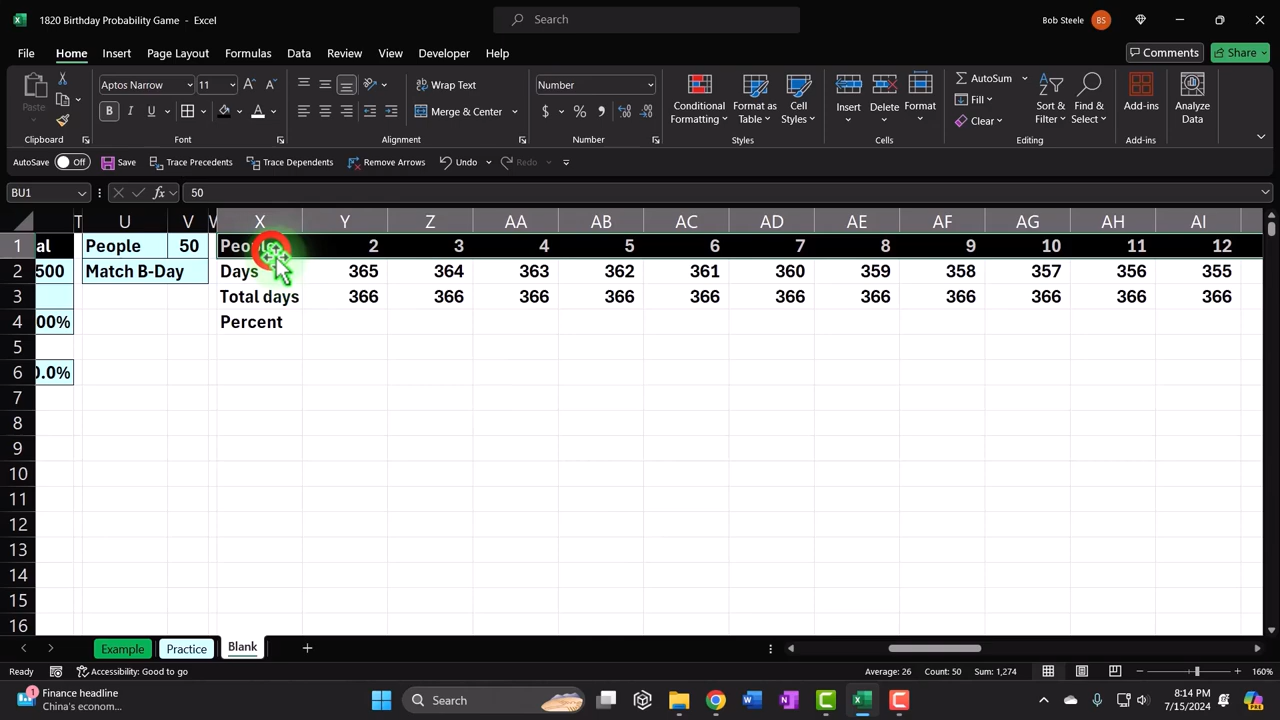 1820 Birthday Probability Game - Excel
Search
Bob Steele BS
File Home Insert Page Layout Formulas Data Review View Developer Help Comments Share
Paste Aptos Narrow 11 A A Wrap Text Number AutoSum
Conditional Formatting Format as Table Cell Styles Insert Delete Format Fill Sort & Filter Find & Select Add-ins Analyze Data
B I U A Merge & Center $ % Clear
Clipboard Font Alignment Number Styles Cells Editing Add-ins
AutoSave Off Save Trace Precedents Trace Dependents Remove Arrows Undo Redo
BU1 fx 50
T U V W X Y Z AA AB AC AD AE AF AG AH AI
1 al People 50 People 2 3 4 5 6 7 8 9 10 11 12
2 500 Match B-Day Days 365 364 363 362 361 360 359 358 357 356 355
3 Total days 366 366 366 366 366 366 366 366 366 366 366
4 00% Percent
5
6 0.0%
7
8
9
10
11
12
13
14
15
16
Example Practice Blank
Ready Accessibility: Good to go Average: 26 Count: 50 Sum: 1,274 160%
1 Finance headline
China's econom...
Search
8:14 PM
7/15/2024